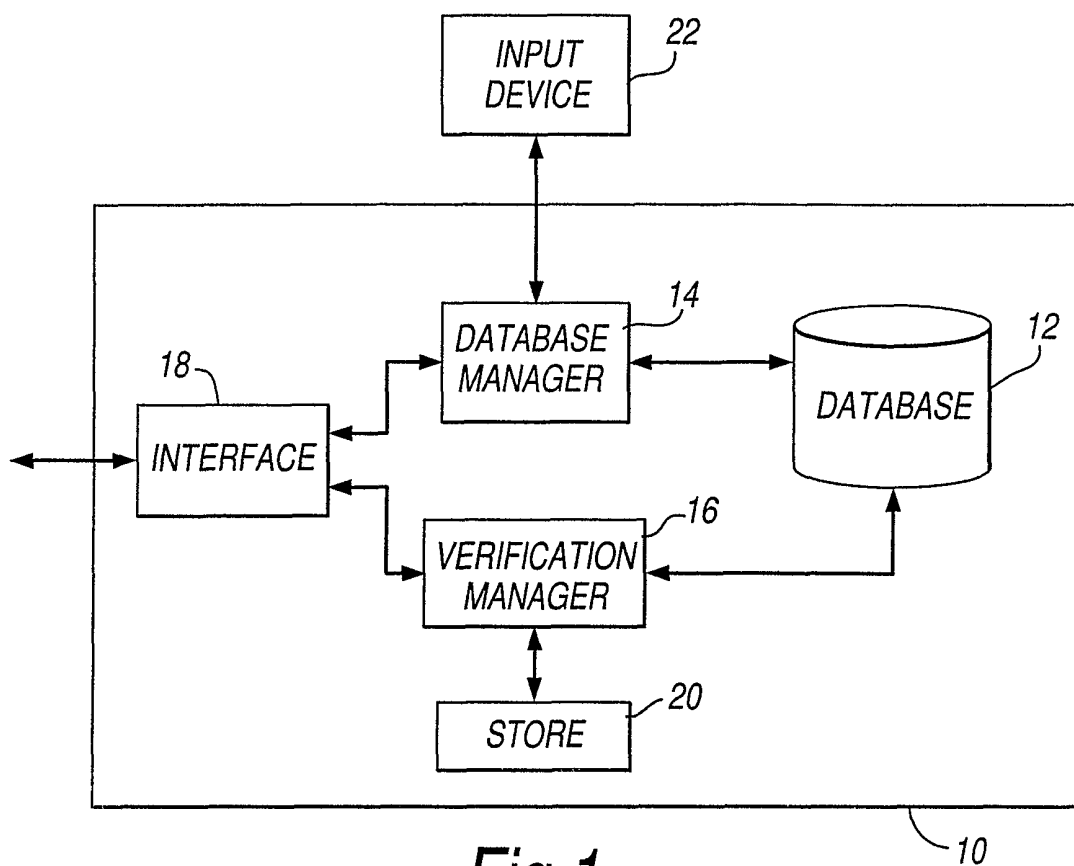 INPUT
DEVICE
22
DATABASE
MANAGER
14
DATABASE
12
18
INTERFACE
VERIFICATION
MANAGER
16
STORE
20
10
Fig.1